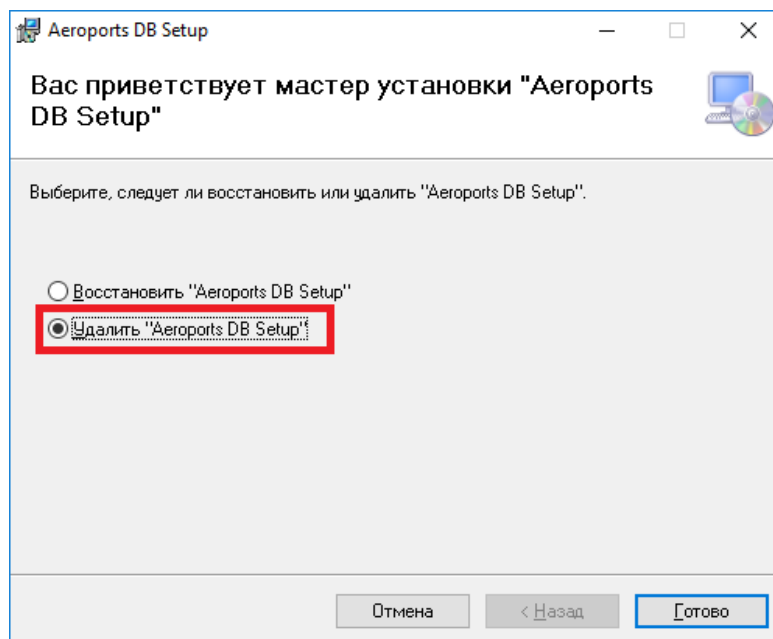 Aeroports DB Setup
Вас приветствует мастер установки "Aeroports
DB Setup"
Выберите, следует ли восстановить или удалить "Aeroports DB Setup".
Восстановить "Aeroports DB Setup"
Удалить "Aeroports DB Setup"
Отмена
< Назад
Готово